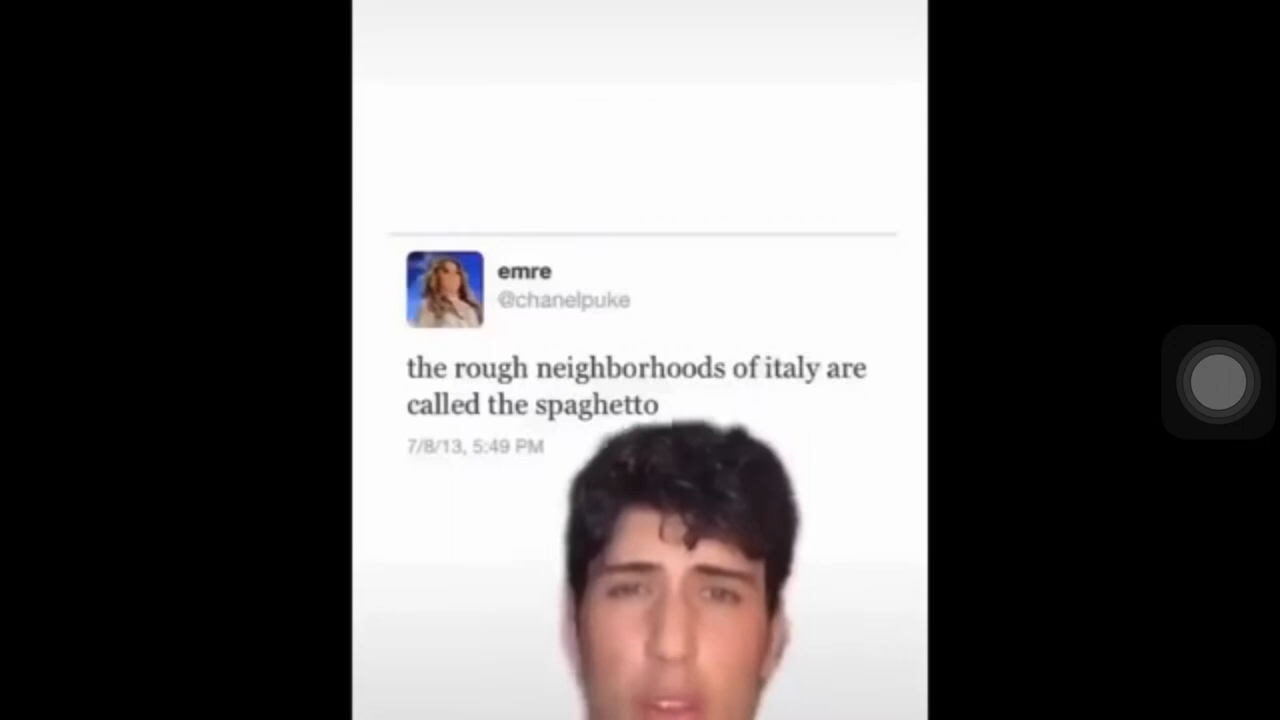 emre
@chanelpuke
the rough neighborhoods of italy are
called the spaghetto
7/8/13, 5:49 PM